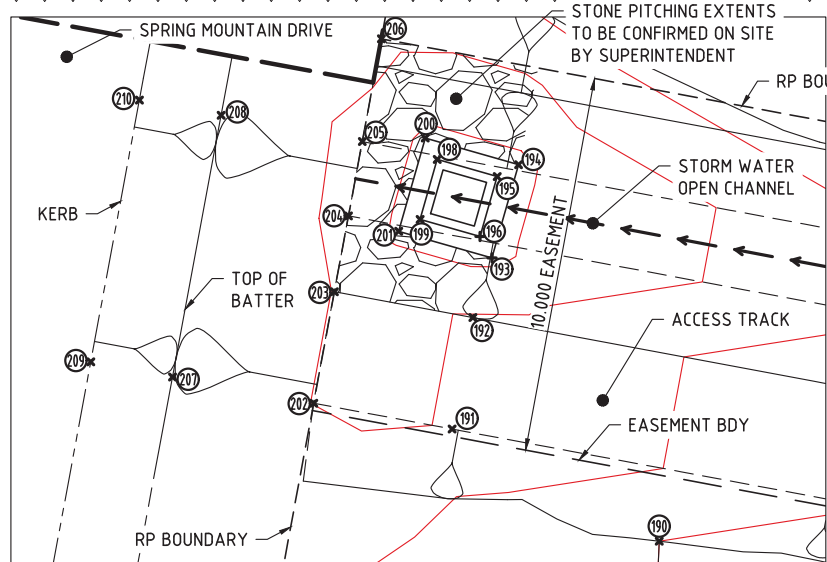 STONE PITCHING EXTENTS
TO BE CONFIRMED ON SITE
BY SUPERINTENDENT
SPRING MOUNTAIN DRIVE
206
RP BOU
210
208
200
205
198
194
195
STORM WATER
OPEN CHANNEL
KERB
204
201
199
196
193
10.000 EASEMENT
TOP OF
BATTER
203
192
ACCESS TRACK
209
207
202
191
EASEMENT BDY
RP BOUNDARY
190